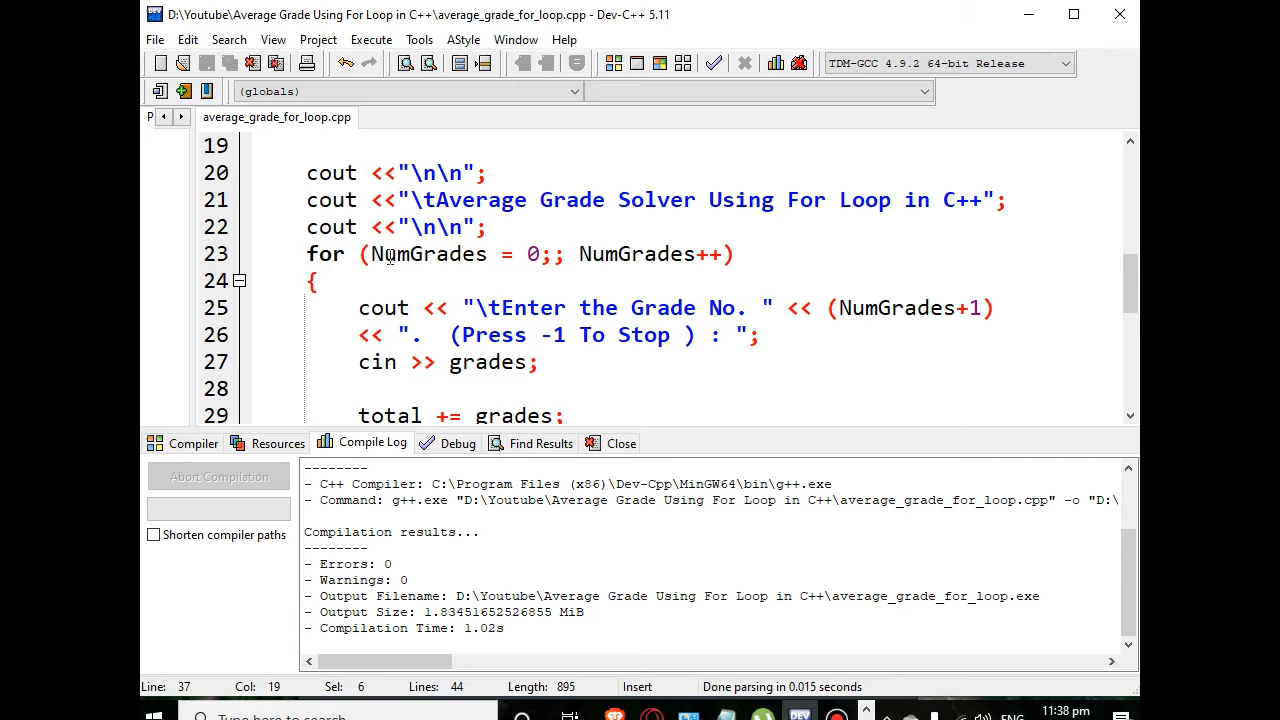 D:\Youtube\Average Grade Using For Loop in C++\average_grade_for_loop.cpp - Dev-C++ 5.11
File Edit Search View Project Execute Tools AStyle Window Help
TDM-GCC 4.9.2 64-bit Release
(globals)
P average_grade_for_loop.cpp
19
20 cout <<"\n\n";
21 cout <<"\tAverage Grade Solver Using For Loop in C++";
22 cout <<"\n\n";
23 for (NumGrades = 0;; NumGrades++)
24 {
25 cout << "\tEnter the Grade No. " << (NumGrades+1)
26 << ".  (Press -1 To Stop ) : ";
27 cin >> grades;
28
29 total += grades;
Compiler Resources Compile Log Debug Find Results Close
Abort Compilation
Shorten compiler paths
--------
- C++ Compiler: C:\Program Files (x86)\Dev-Cpp\MinGW64\bin\g++.exe
- Command: g++.exe "D:\Youtube\Average Grade Using For Loop in C++\average_grade_for_loop.cpp" -o "D:\
Compilation results...
--------
- Errors: 0
- Warnings: 0
- Output Filename: D:\Youtube\Average Grade Using For Loop in C++\average_grade_for_loop.exe
- Output Size: 1.83451652526855 MiB
- Compilation Time: 1.02s
Line: 37 Col: 19 Sel: 6 Lines: 44 Length: 895 Insert Done parsing in 0.015 seconds
Type here to search
DEV
ENG
11:38 pm